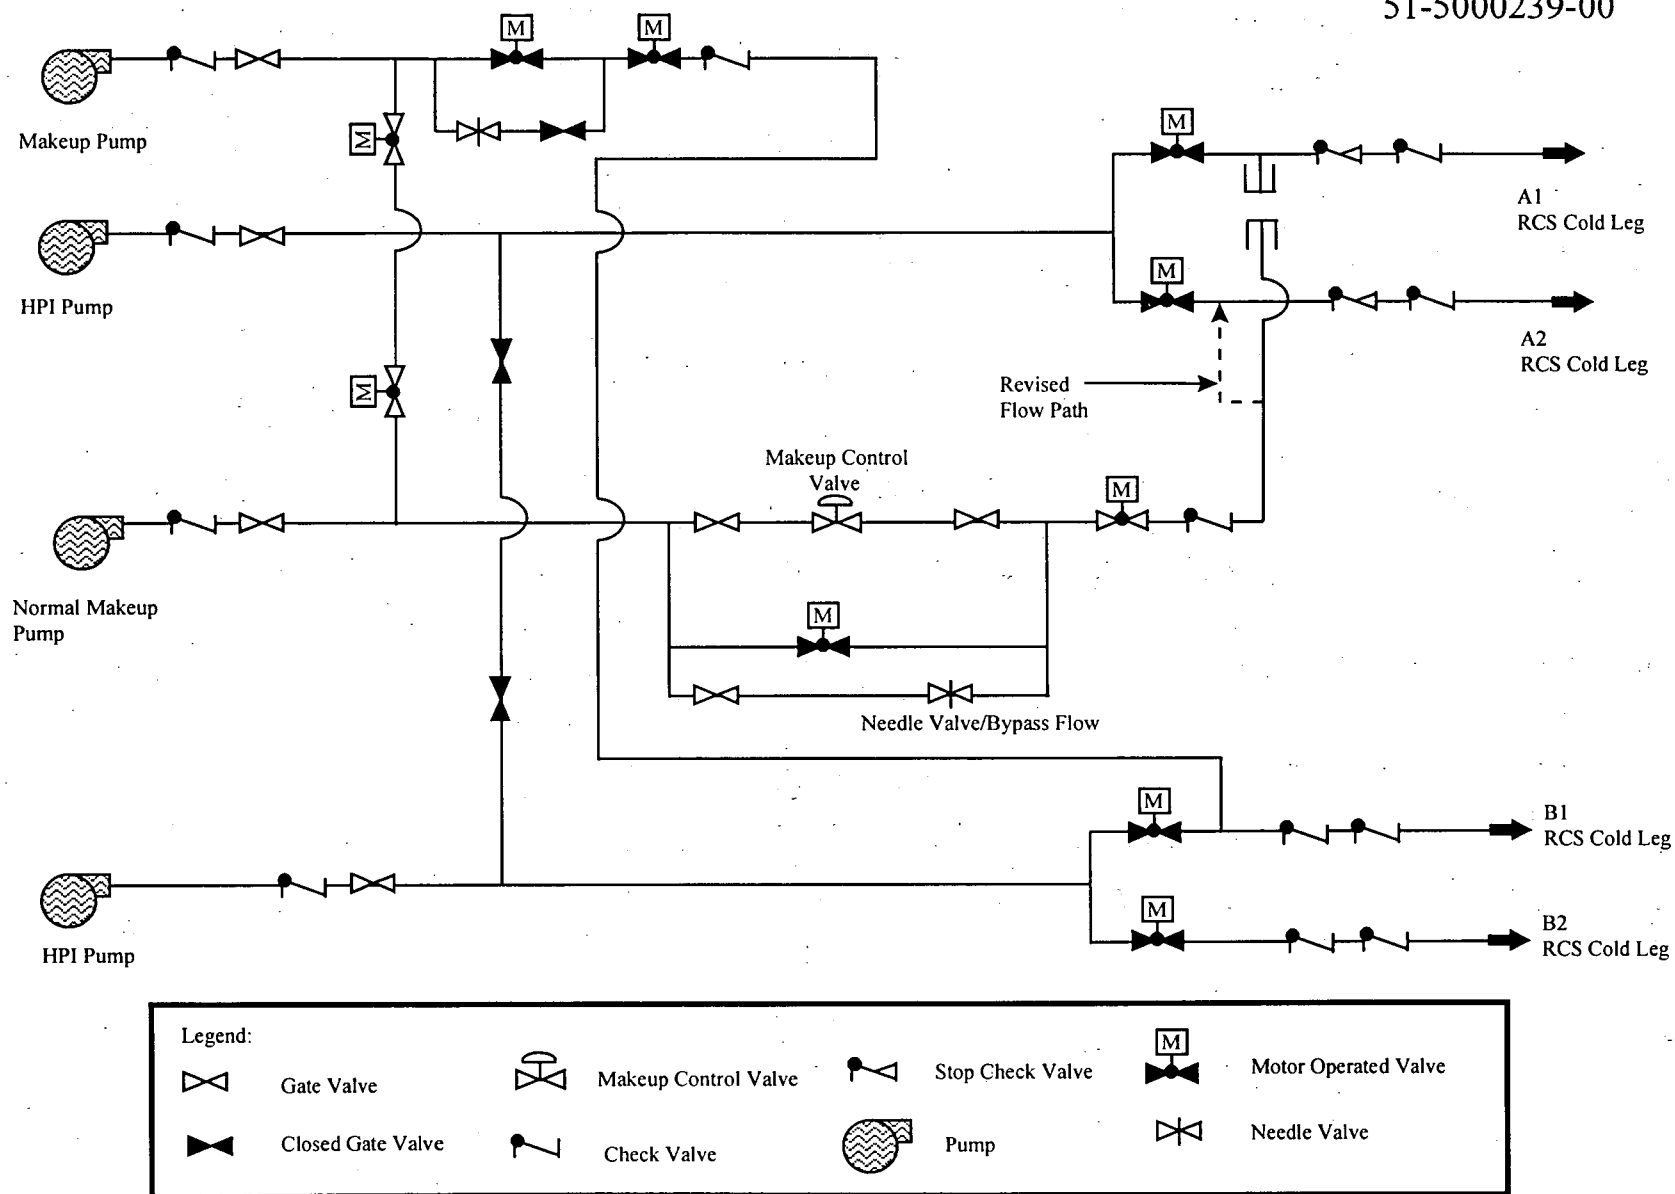 51-5000239-00
M
M
Makeup Pump
M
M
A1
RCS Cold Leg
HPI Pump
M
A2
RCS Cold Leg
Revised
Flow Path
M
Makeup Control
Valve
M
Normal Makeup
Pump
M
Needle Valve/Bypass Flow
M
B1
RCS Cold Leg
HPI Pump
M
B2
RCS Cold Leg
Legend:
Gate Valve
Makeup Control Valve
Stop Check Valve
M
Motor Operated Valve
Closed Gate Valve
Check Valve
Pump
Needle Valve